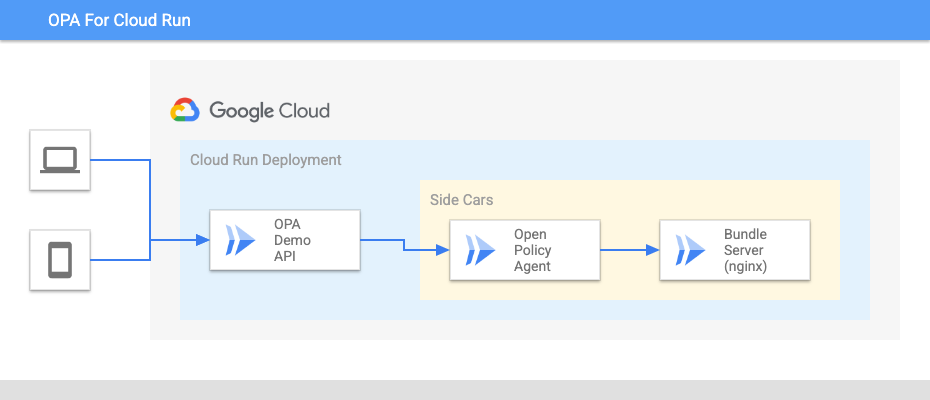 OPA For Cloud Run
Google Cloud
Cloud Run Deployment
Side Cars
OPA
Demo
API
Open
Policy
Agent
Bundle
Server
(nginx)